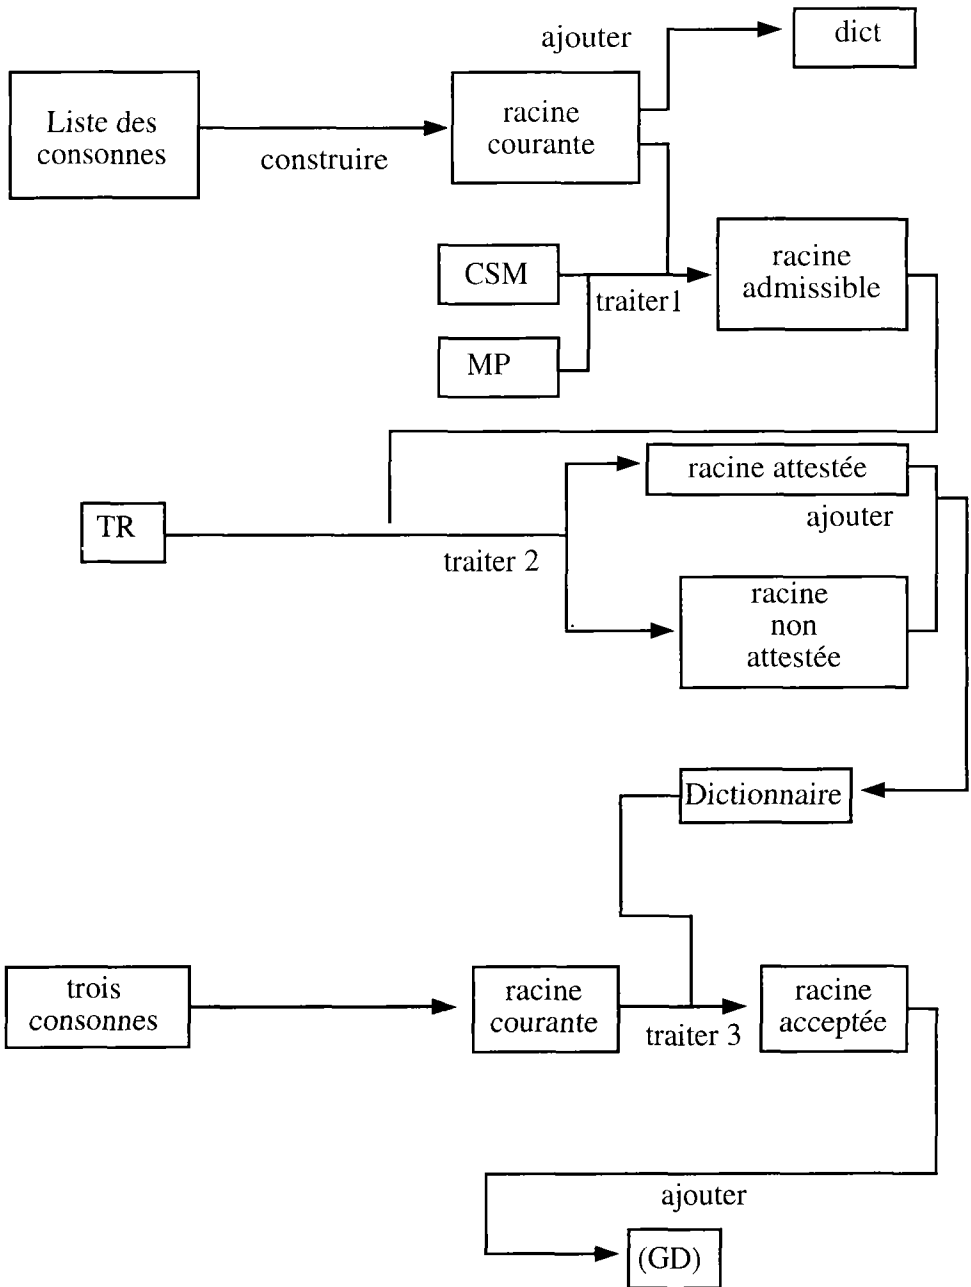 ajouter
dict
Liste des
consonnes
construire
racine
courante
CSM
MP
traiter1
racine
admissible
TR
traiter 2
racine attestée
ajouter
racine
non
attestée
Dictionnaire
trois
consonnes
racine
courante
traiter 3
racine
acceptée
ajouter
(GD)